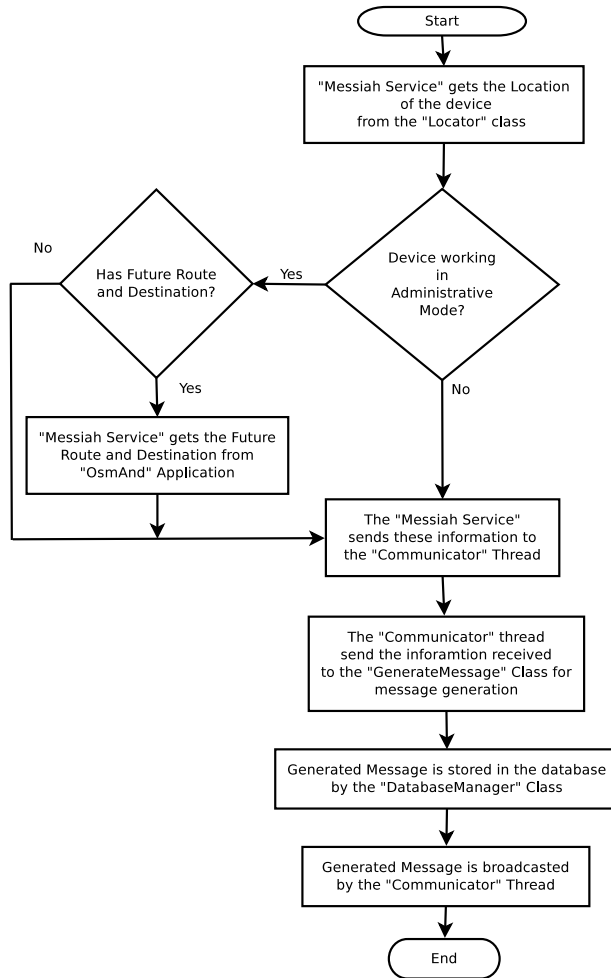 Start
"Messiah Service" gets the Location
of the device
from the "Locator" class
Device working
in
Administrative
Mode?
Yes
No
Has Future Route
and Destination?
No
Yes
"Messiah Service" gets the Future
Route and Destination from
"OsmAnd" Application
The "Messiah Service"
sends these information to
the "Communicator" Thread
The "Communicator" thread
send the inforamtion received
to the "GenerateMessage" Class for
message generation
Generated Message is stored in the database
by the "DatabaseManager" Class
Generated Message is broadcasted
by the "Communicator" Thread
End